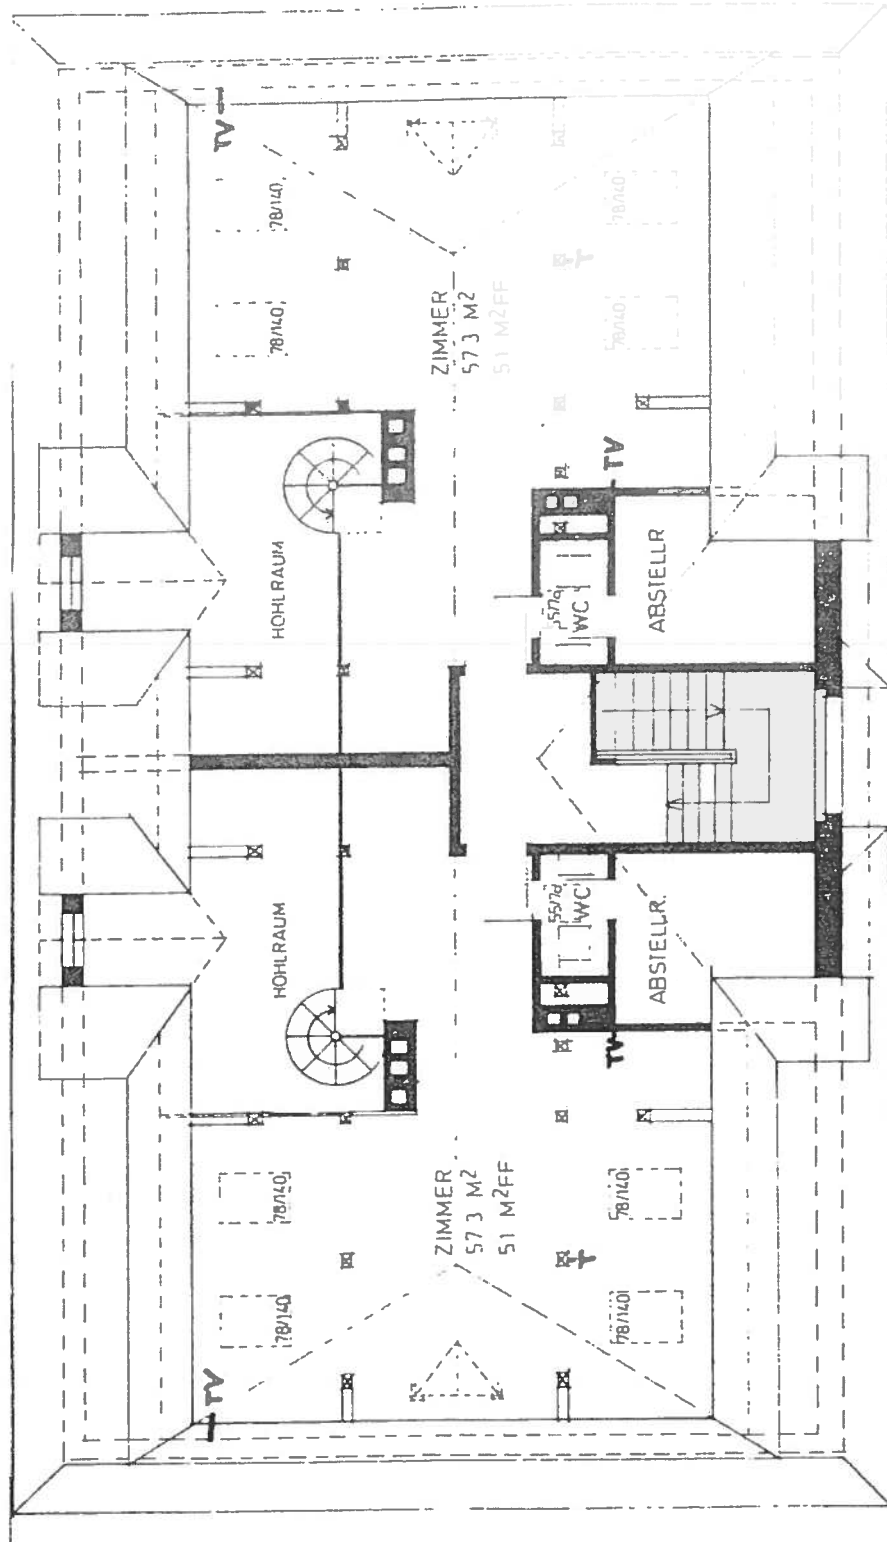 TV
78/140
78/140
78/140
78/140
ZIMMER
57 3 M²
51 M²FF
TV
HOHLRAUM
WC
ABSTELLR
HOHLRAUM
55/7d
WC
ABSTELLR.
TV
ZIMMER
57 3 M²
51 M²FF
78/140
78/140
78/140
78/140
TV